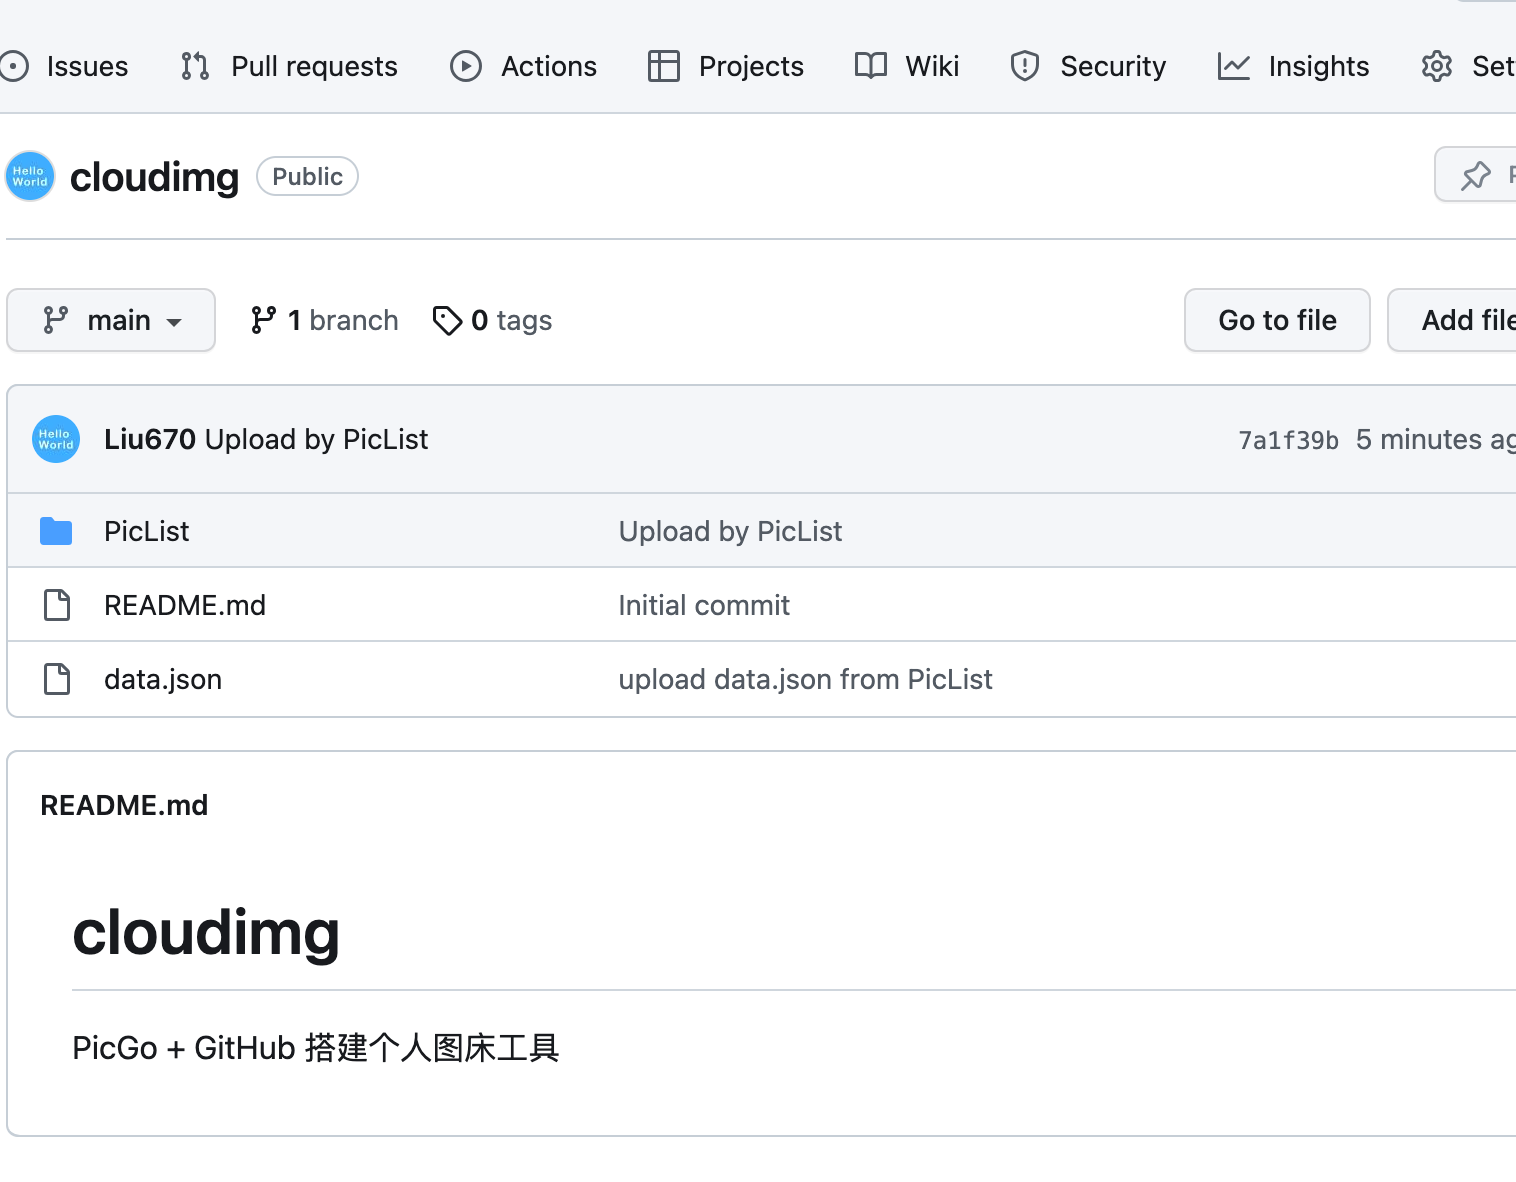 Issues Pull requests Actions Projects Wiki Security Insights Set
Hello World cloudimg Public
main 1 branch 0 tags Go to file Add file
Hello World Liu670 Upload by PicList 7a1f39b 5 minutes ag
PicList Upload by PicList
README.md Initial commit
data.json upload data.json from PicList
README.md
cloudimg
PicGo + GitHub 搭建个人图床工具